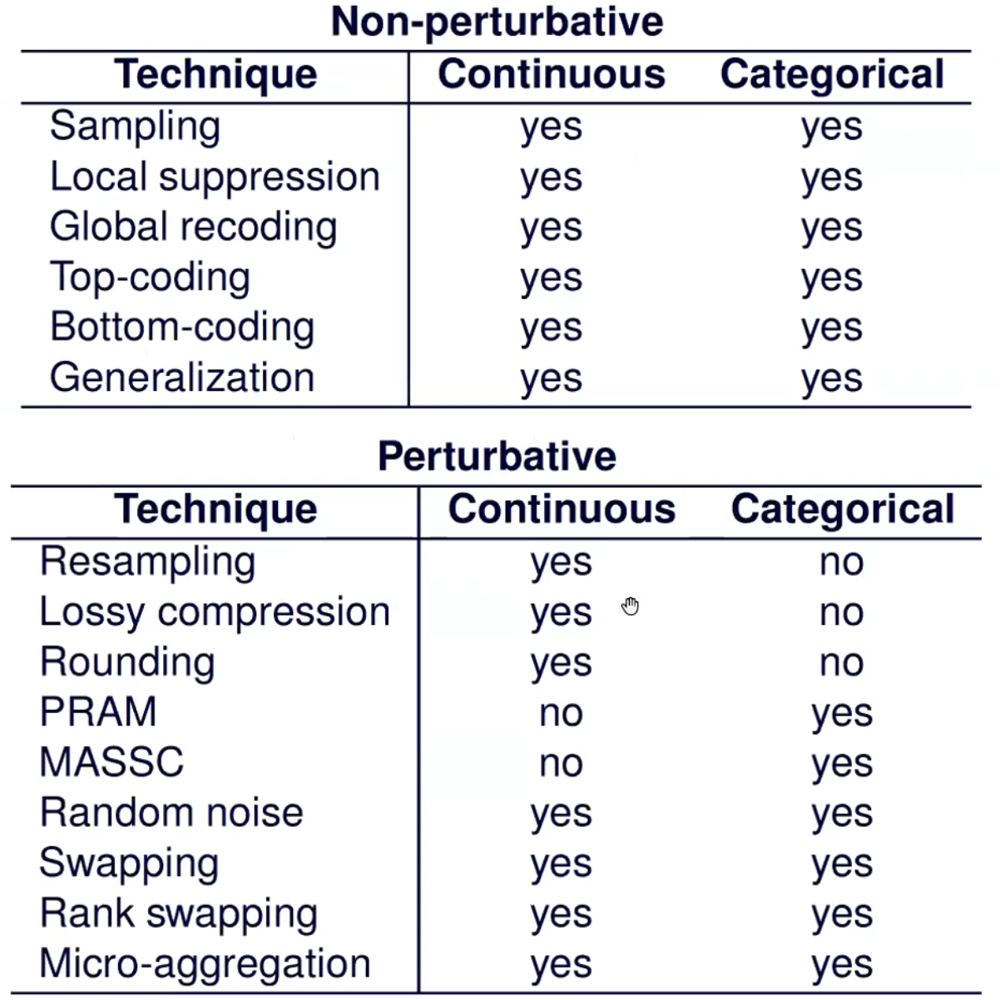 Non-perturbative
Technique Continuous Categorical
Sampling yes yes
Local suppression yes yes
Global recoding yes yes
Top-coding yes yes
Bottom-coding yes yes
Generalization yes yes
Perturbative
Technique Continuous Categorical
Resampling yes no
Lossy compression yes no
Rounding yes no
PRAM no yes
MASSC no yes
Random noise yes yes
Swapping yes yes
Rank swapping yes yes
Micro-aggregation yes yes